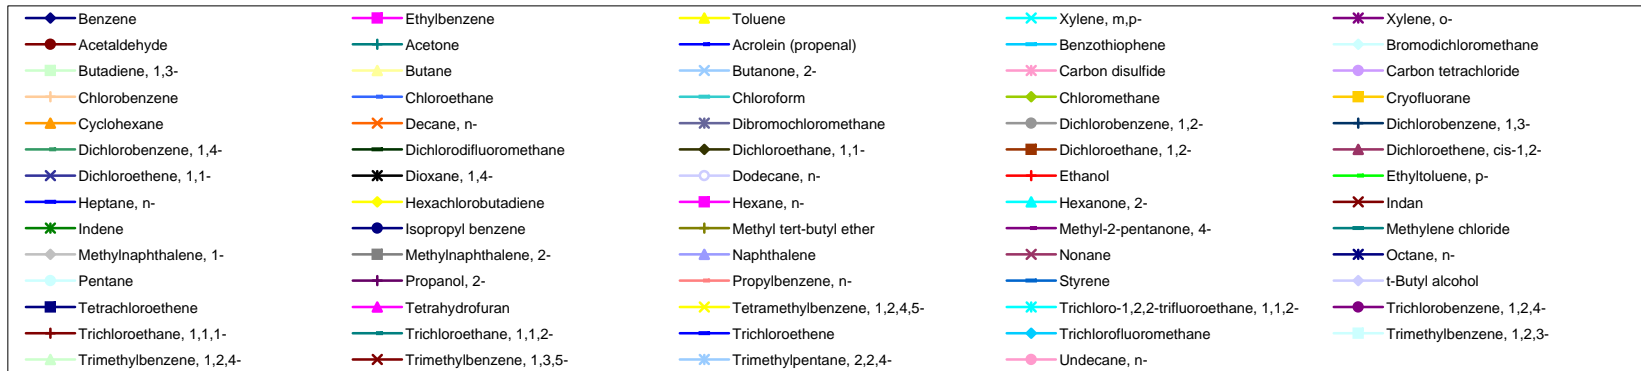 Benzene Ethylbenzene Toluene Xylene, m,p- Xylene, o-
Acetaldehyde Acetone Acrolein (propenal) Benzothiophene Bromodichloromethane
Butadiene, 1,3- Butane Butanone, 2- Carbon disulfide Carbon tetrachloride
Chlorobenzene Chloroethane Chloroform Chloromethane Cryofluorane
Cyclohexane Decane, n- Dibromochloromethane Dichlorobenzene, 1,2- Dichlorobenzene, 1,3-
Dichlorobenzene, 1,4- Dichlorodifluoromethane Dichloroethane, 1,1- Dichloroethane, 1,2- Dichloroethene, cis-1,2-
Dichloroethene, 1,1- Dioxane, 1,4- Dodecane, n- Ethanol Ethyltoluene, p-
Heptane, n- Hexachlorobutadiene Hexane, n- Hexanone, 2- Indan
Indene Isopropyl benzene Methyl tert-butyl ether Methyl-2-pentanone, 4- Methylene chloride
Methylnaphthalene, 1- Methylnaphthalene, 2- Naphthalene Nonane Octane, n-
Pentane Propanol, 2- Propylbenzene, n- Styrene t-Butyl alcohol
Tetrachloroethene Tetrahydrofuran Tetramethylbenzene, 1,2,4,5- Trichloro-1,2,2-trifluoroethane, 1,1,2- Trichlorobenzene, 1,2,4-
Trichloroethane, 1,1,1- Trichloroethane, 1,1,2- Trichloroethene Trichlorofluoromethane Trimethylbenzene, 1,2,3-
Trimethylbenzene, 1,2,4- Trimethylbenzene, 1,3,5- Trimethylpentane, 2,2,4- Undecane, n-